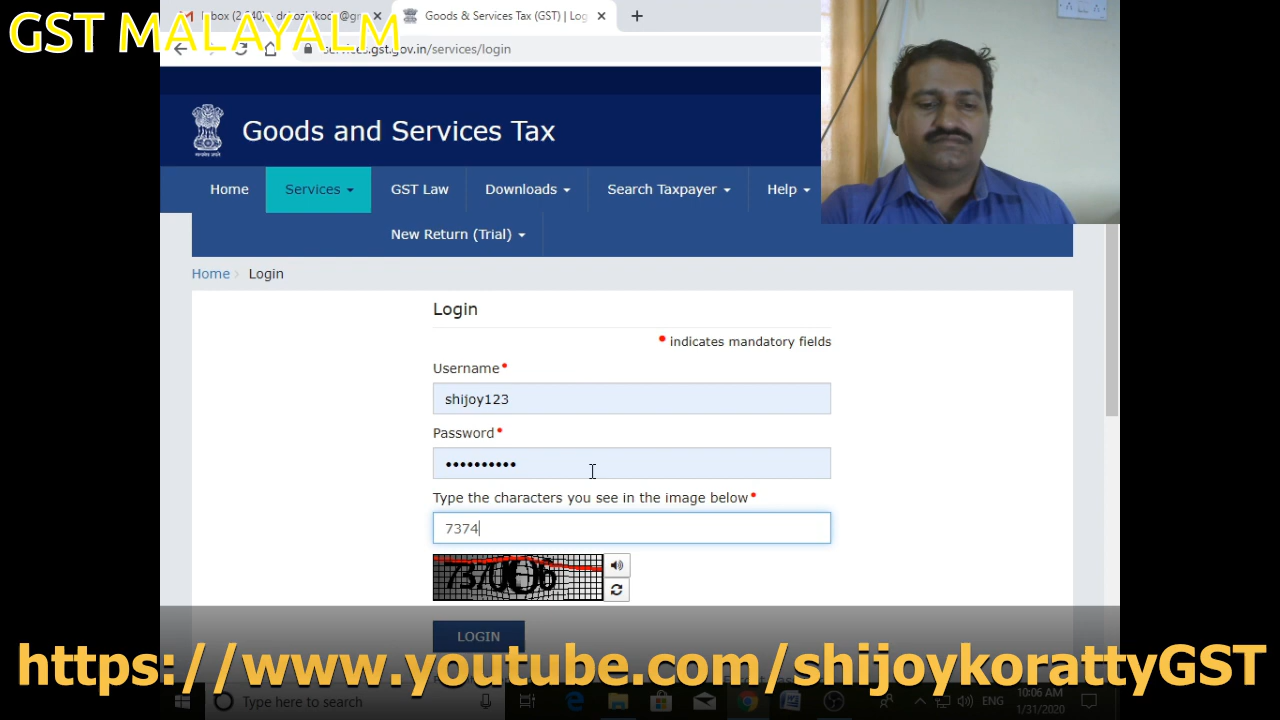 GST MALAYALM
Goods & Services Tax (GST) | Log
services.gst.gov.in/services/login
Goods and Services Tax
Home
Services
GST Law
Downloads
Search Taxpayer
Help
New Return (Trial)
Home
Login
Login
• indicates mandatory fields
Username•
shijoy123
Password•
••••••••••
Type the characters you see in the image below•
7374
LOGIN
https://www.youtube.com/shijoykorattyGST
Type here to search
ENG
10:06 AM
1/31/2020